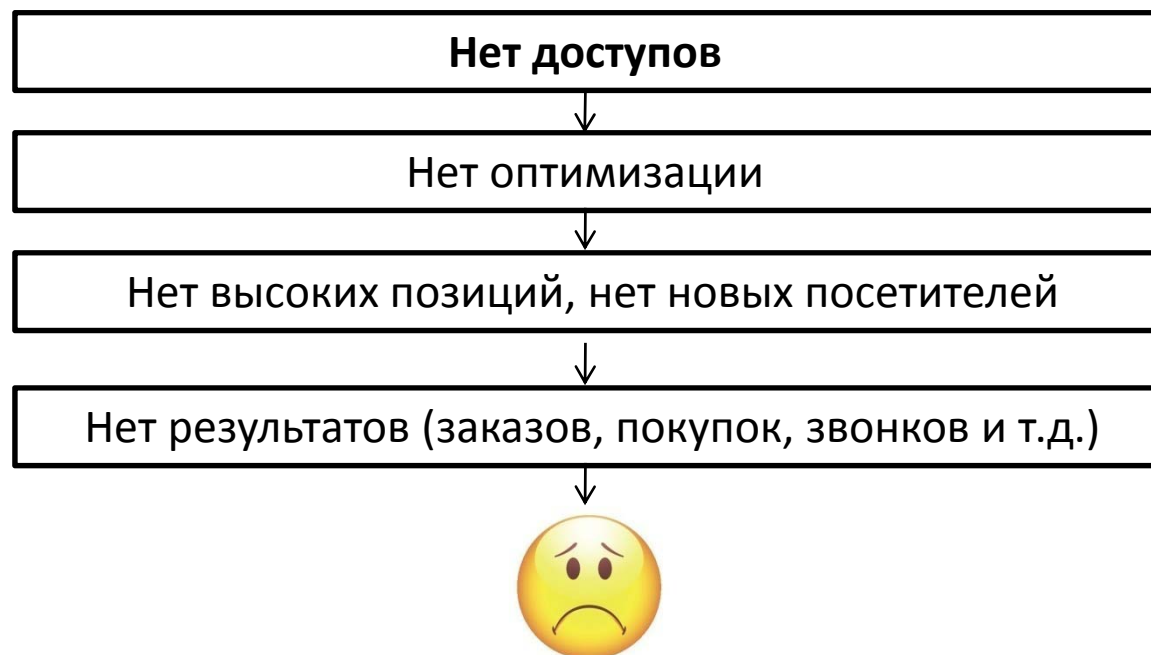 Нет доступов
Нет оптимизации
Нет высоких позиций, нет новых посетителей
Нет результатов (заказов, покупок, звонков и т.д.)